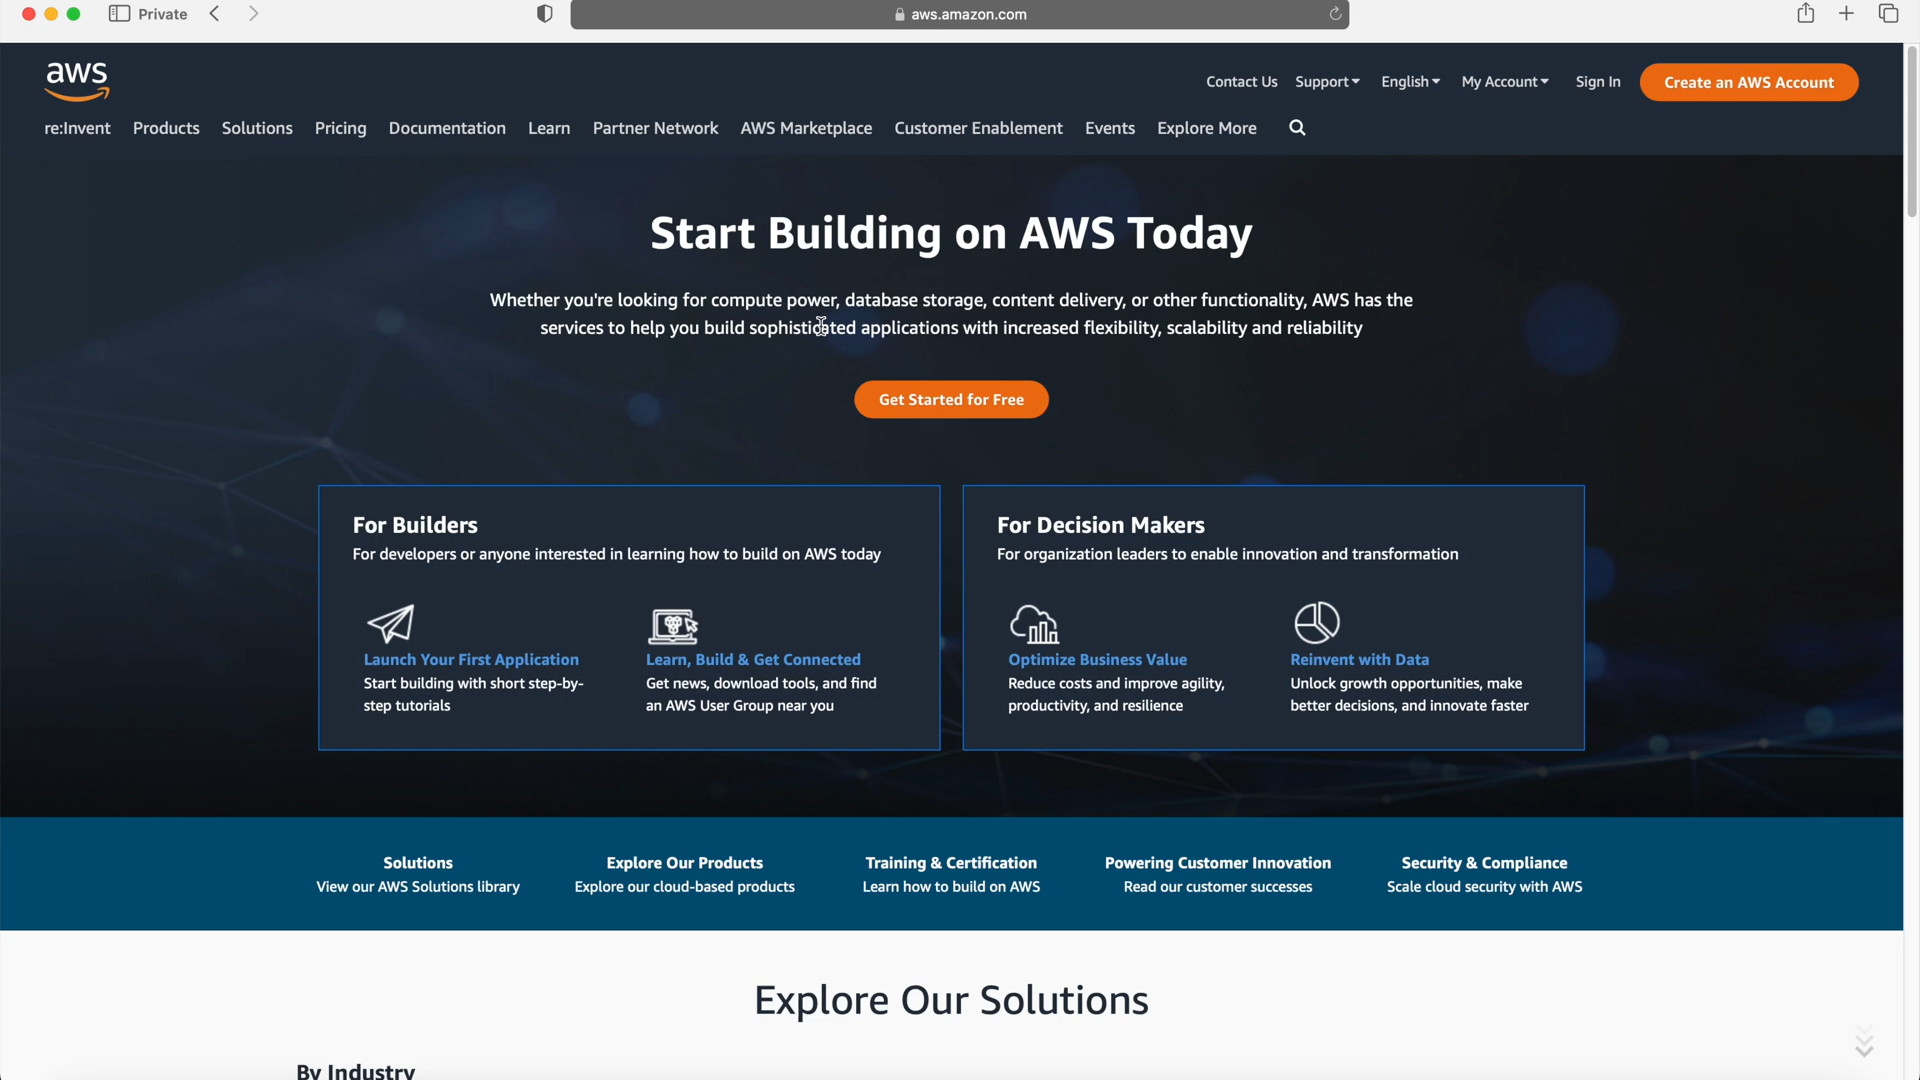 Private
aws.amazon.com
aws
Contact Us Support English My Account Sign In Create an AWS Account
re:Invent Products Solutions Pricing Documentation Learn Partner Network AWS Marketplace Customer Enablement Events Explore More
Start Building on AWS Today
Whether you're looking for compute power, database storage, content delivery, or other functionality, AWS has the
services to help you build sophisticated applications with increased flexibility, scalability and reliability
Get Started for Free
For Builders
For developers or anyone interested in learning how to build on AWS today
Launch Your First Application
Start building with short step-by-
step tutorials
Learn, Build & Get Connected
Get news, download tools, and find
an AWS User Group near you
For Decision Makers
For organization leaders to enable innovation and transformation
Optimize Business Value
Reduce costs and improve agility,
productivity, and resilience
Reinvent with Data
Unlock growth opportunities, make
better decisions, and innovate faster
Solutions
View our AWS Solutions library
Explore Our Products
Explore our cloud-based products
Training & Certification
Learn how to build on AWS
Powering Customer Innovation
Read our customer successes
Security & Compliance
Scale cloud security with AWS
Explore Our Solutions
By Industry